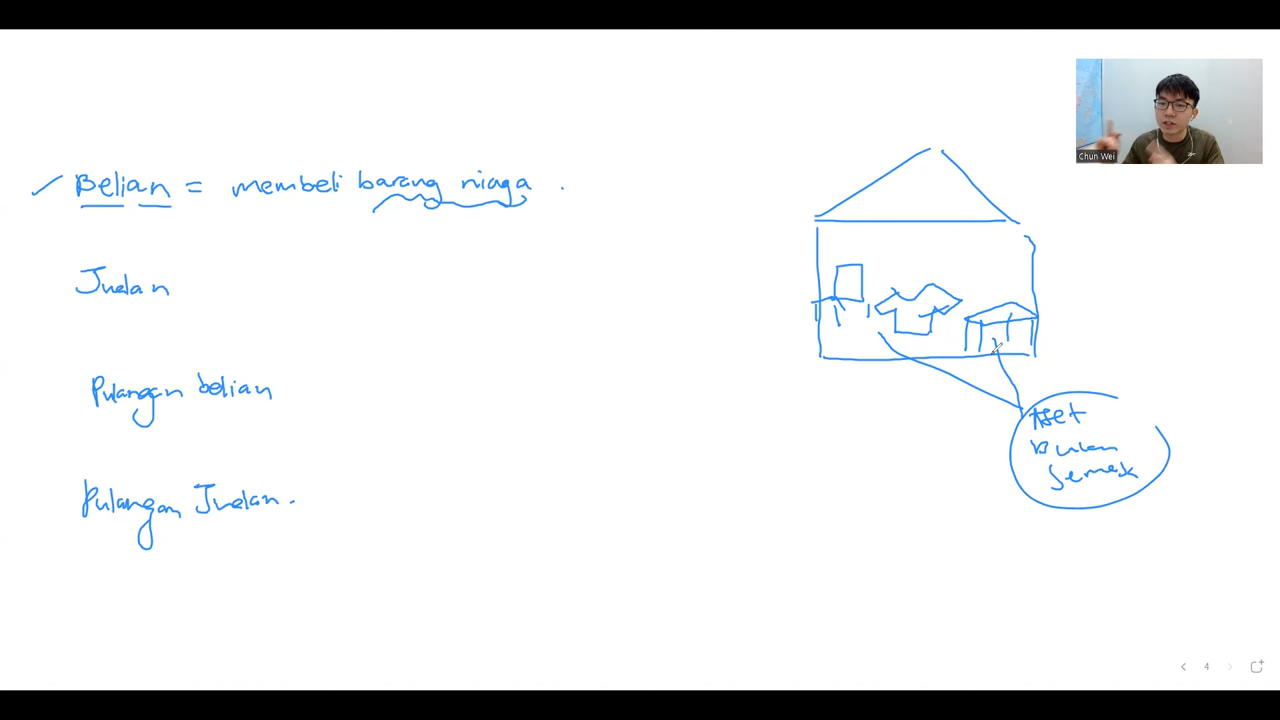 Belian = membeli barang niaga .
Jualan
Pulangan belian
Pulangan Jualan .
Aset
Bukan
Semasa
Chun Wei
4